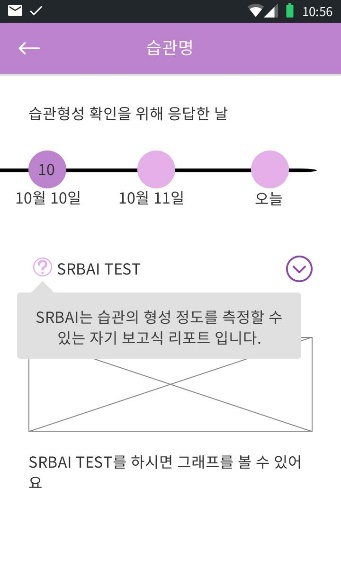 10:56
습관명
습관형성 확인을 위해 응답한 날
10
10월 10일 10월 11일 오늘
SRBAI TEST
SRBAI는 습관의 형성 정도를 측정할 수
있는 자기 보고식 리포트 입니다.
SRBAI TEST를 하시면 그래프를 볼 수 있어
요